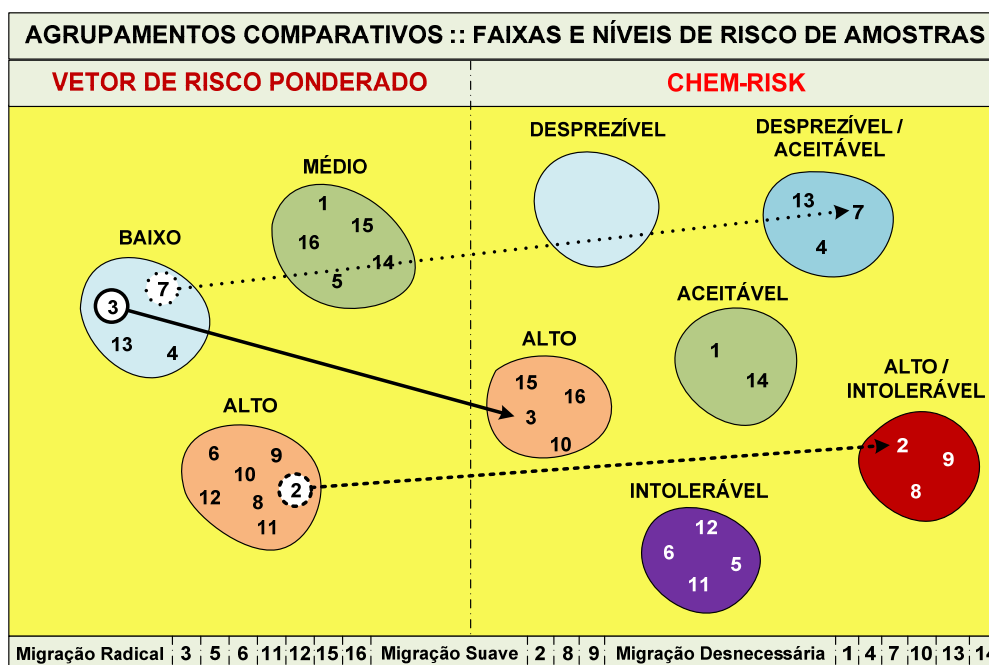 AGRUPAMENTOS COMPARATIVOS :: FAIXAS E NÍVEIS DE RISCO DE AMOSTRAS
VETOR DE RISCO PONDERADO
CHEM-RISK
MÉDIO
1
15
16
14
5
BAIXO
7
3
13
4
ALTO
6
9
10
2
12
8
11
DESPREZÍVEL
DESPREZÍVEL /
ACEITÁVEL
13
7
4
ACEITÁVEL
1
14
ALTO
15
16
3
10
ALTO /
INTOLERÁVEL
2
9
8
INTOLERÁVEL
12
6
5
11
Migração Radical 3 5 6 11 12 15 16 Migração Suave 2 8 9 Migração Desnecessária 1 4 7 10 13 14